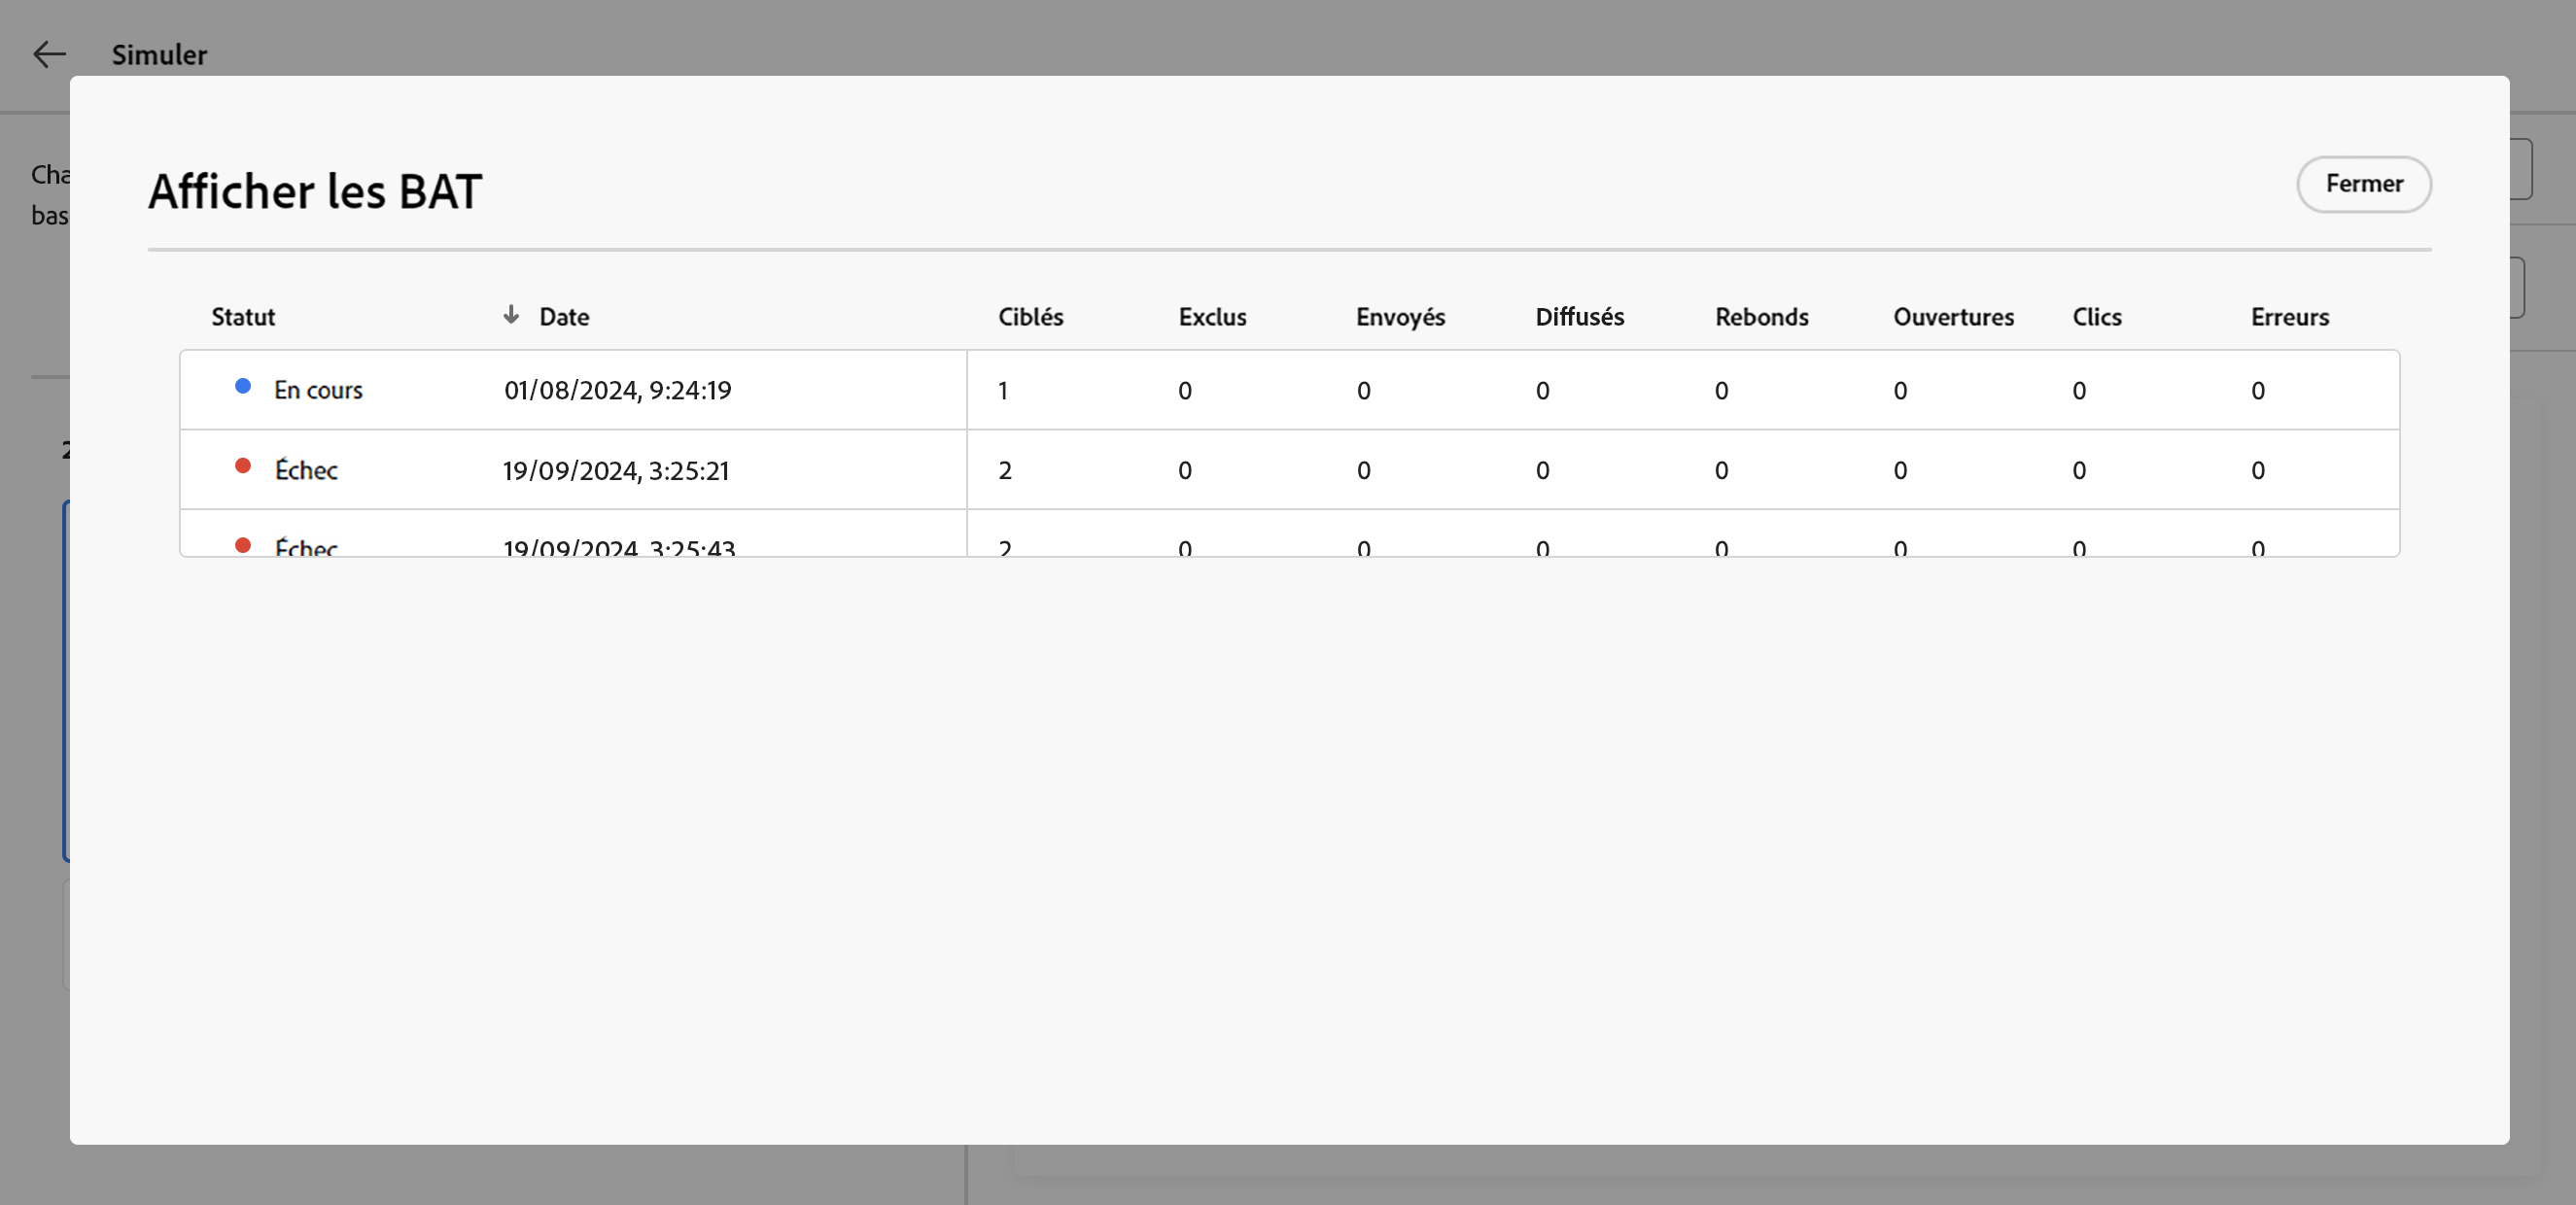 Simuler
Afficher les BAT
Fermer
Statut Date Ciblés Exclus Envoyés Diffusés Rebonds Ouvertures Clics Erreurs
En cours 01/08/2024, 9:24:19 1 0 0 0 0 0 0 0
Échec 19/09/2024, 3:25:21 2 0 0 0 0 0 0 0
Échec 19/09/2024, 3:25:43 2 0 0 0 0 0 0 0